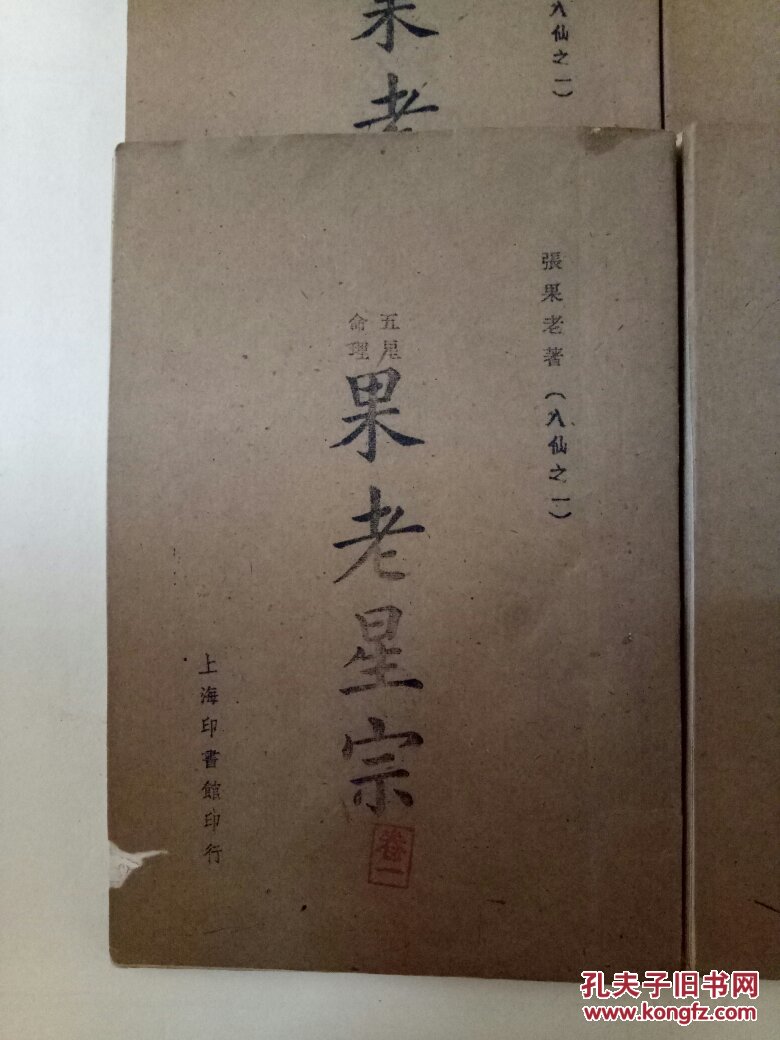 果老
八仙之一）
張果老著（八仙之一）
五星
命理
果老星宗
卷一
上海印書館印行
孔夫子旧书网
www.kongfz.com